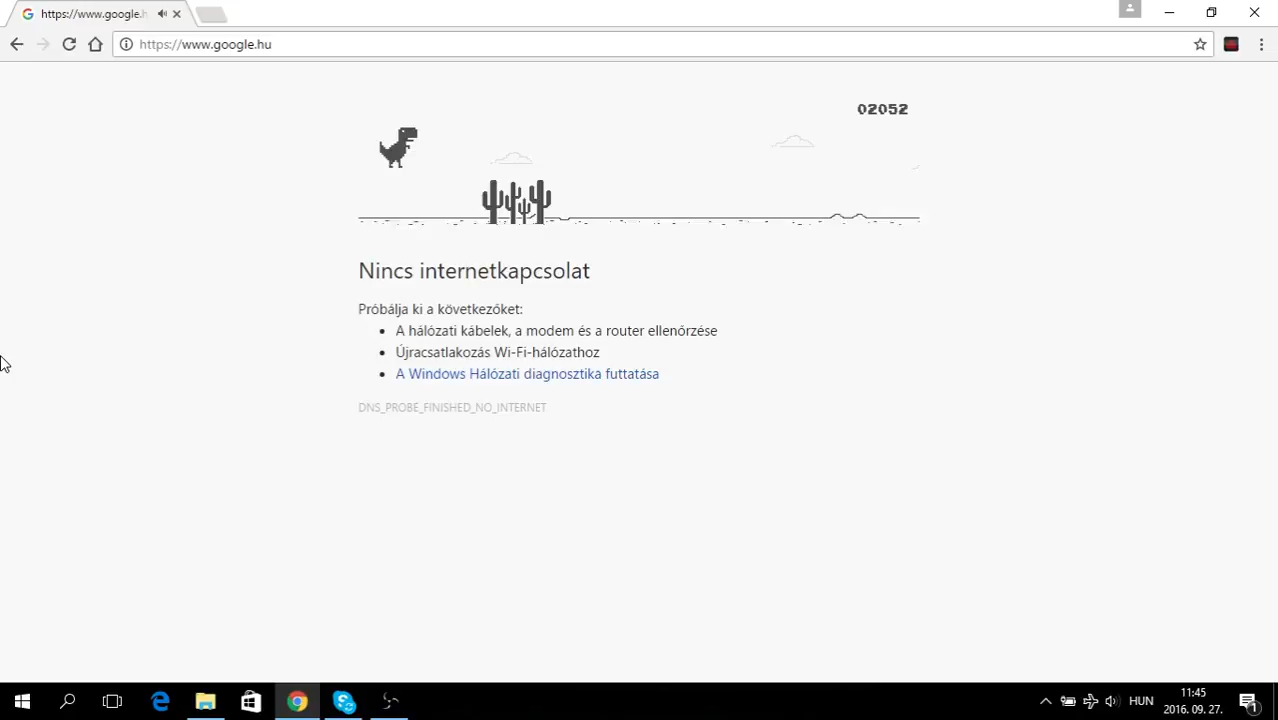 https://www.google.h
https://www.google.hu
02052
Nincs internetkapcsolat
Próbálja ki a következőket:
A hálózati kábelek, a modem és a router ellenőrzése
Újracsatlakozás Wi-Fi-hálózathoz
A Windows Hálózati diagnosztika futtatása
DNS_PROBE_FINISHED_NO_INTERNET
HUN
11:45
2016. 09. 27.
1